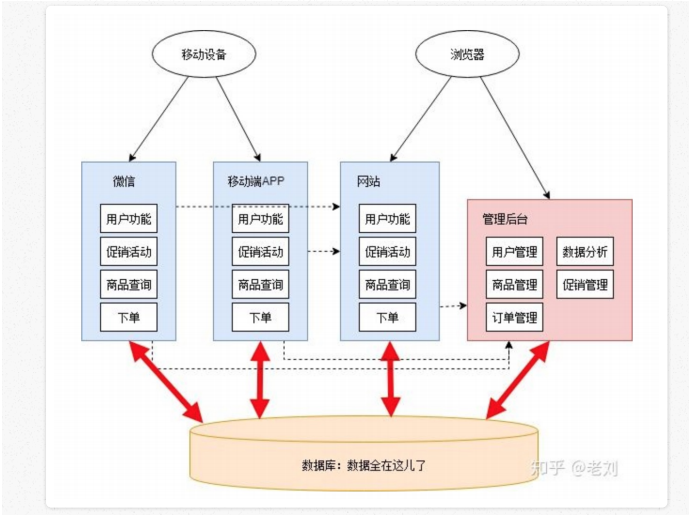 移动设备
浏览器
微信
用户功能
促销活动
商品查询
下单
移动端APP
用户功能
促销活动
商品查询
下单
网站
用户功能
促销活动
商品查询
下单
管理后台
用户管理
数据分析
商品管理
促销管理
订单管理
数据库：数据全在这儿了
知乎 @老刘